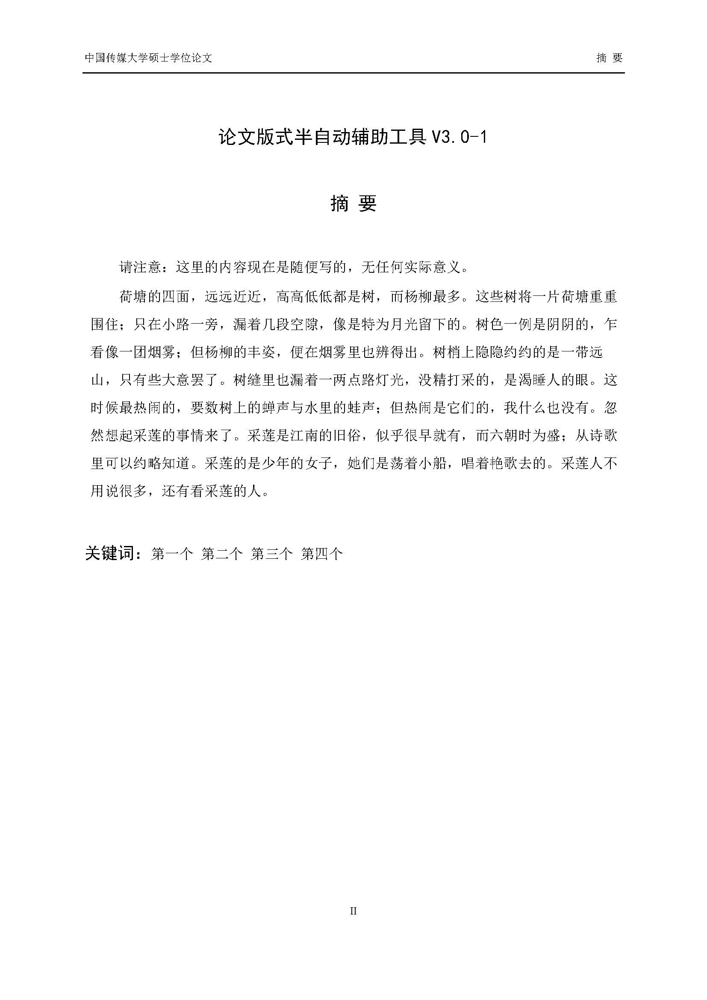 中国传媒大学硕士学位论文 摘 要
论文版式半自动辅助工具 V3.0-1
摘 要
请注意：这里的内容现在是随便写的，无任何实际意义。
荷塘的四面，远远近近，高高低低都是树，而杨柳最多。这些树将一片荷塘重重
围住；只在小路一旁，漏着几段空隙，像是特为月光留下的。树色一例是阴阴的，乍
看像一团烟雾；但杨柳的丰姿，便在烟雾里也辨得出。树梢上隐隐约约的是一带远
山，只有些大意罢了。树缝里也漏着一两点路灯光，没精打采的，是渴睡人的眼。这
时候最热闹的，要数树上的蝉声与水里的蛙声；但热闹是它们的，我什么也没有。忽
然想起采莲的事情来了。采莲是江南的旧俗，似乎很早就有，而六朝时为盛；从诗歌
里可以约略知道。采莲的是少年的女子，她们是荡着小船，唱着艳歌去的。采莲人不
用说很多，还有看采莲的人。
关键词：第一个 第二个 第三个 第四个
II